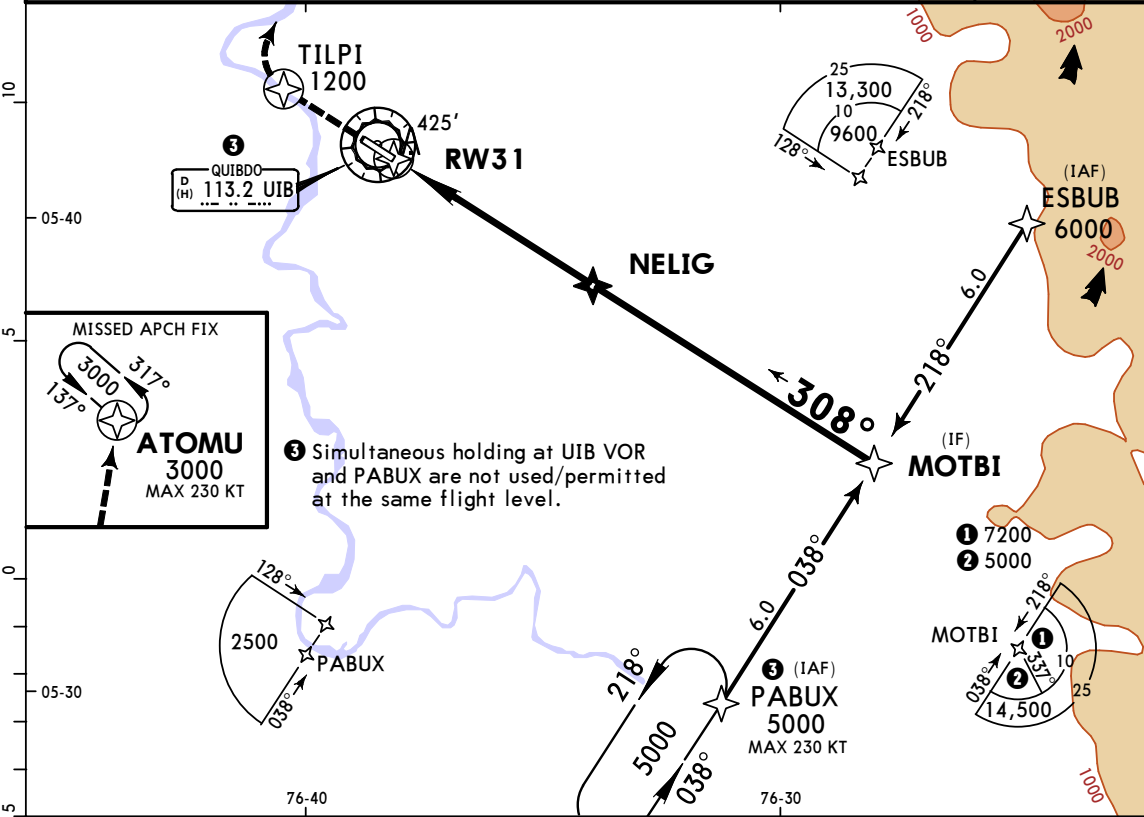 1000
2000
TILPI
1200
10
425'
RW31
3
QUIBDO
D
(H)
113.2 UIB
25
13,300
10
9600
218°
128°
ESBUB
(IAF)
ESBUB
6000
2000
05-40
NELIG
6.0
218°
5
MISSED APCH FIX
3000
317°
137°
ATOMU
3000
MAX 230 KT
308°
(IF)
MOTBI
3 Simultaneous holding at UIB VOR
and PABUX are not used/permitted
at the same flight level.
1 7200
2 5000
038°
6.0
0
128°
2500
PABUX
038°
218°
MOTBI
1
337°
10
2
038°
25
14,500
05-30
218°
3 (IAF)
PABUX
5000
MAX 230 KT
5000
038°
1000
5
76-40
76-30